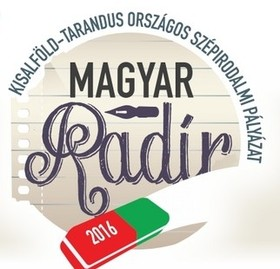 KISALFÖLD-TARANDUS ORSZÁGOS SZÉPIRODALMI PÁLYÁZAT
MAGYAR
Radír
2016